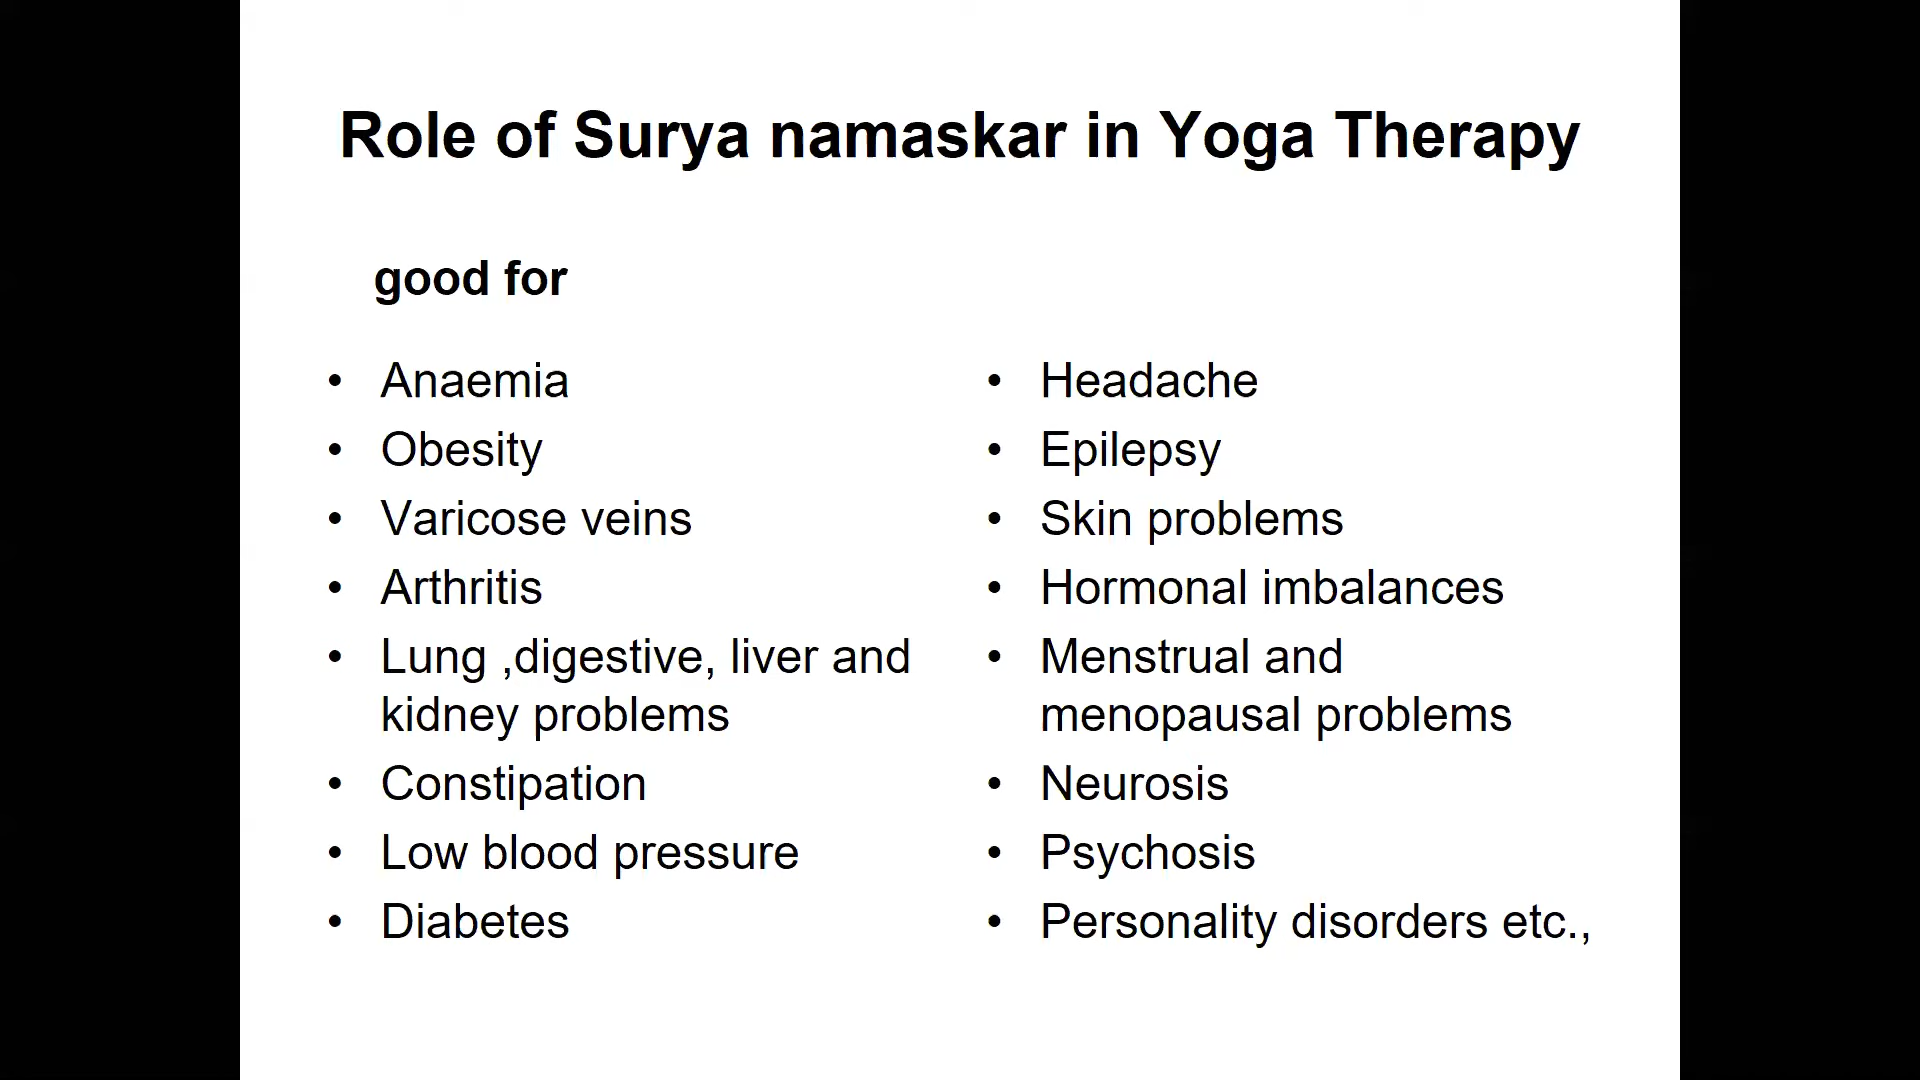 Role of Surya namaskar in Yoga Therapy
good for
• Anaemia
• Obesity
• Varicose veins
• Arthritis
• Lung ,digestive, liver and
kidney problems
• Constipation
• Low blood pressure
• Diabetes
• Headache
• Epilepsy
• Skin problems
• Hormonal imbalances
• Menstrual and
menopausal problems
• Neurosis
• Psychosis
• Personality disorders etc.,